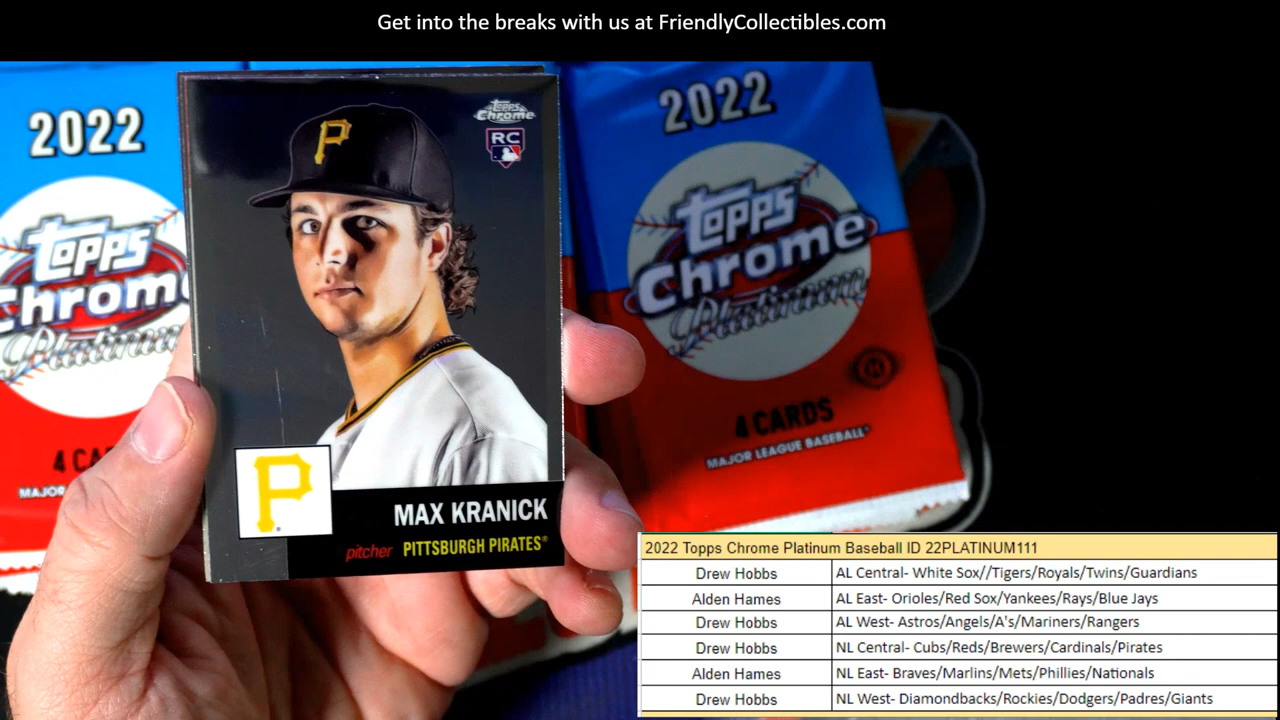 Get into the breaks with us at FriendlyCollectibles.com
2022
Topps
Chrome
Platinum
4 CA
MAJOR
P
Topps
Chrome
RC
P
MAX KRANICK
pitcher PITTSBURGH PIRATES®
2022
Topps
Chrome
Platinum
H
4 CARDS
MAJOR LEAGUE BASEBALL®
2022 Topps Chrome Platinum Baseball ID 22PLATINUM111
Drew Hobbs AL Central- White Sox//Tigers/Royals/Twins/Guardians
Alden Hames AL East- Orioles/Red Sox/Yankees/Rays/Blue Jays
Drew Hobbs AL West- Astros/Angels/A's/Mariners/Rangers
Drew Hobbs NL Central- Cubs/Reds/Brewers/Cardinals/Pirates
Alden Hames NL East- Braves/Marlins/Mets/Phillies/Nationals
Drew Hobbs NL West- Diamondbacks/Rockies/Dodgers/Padres/Giants